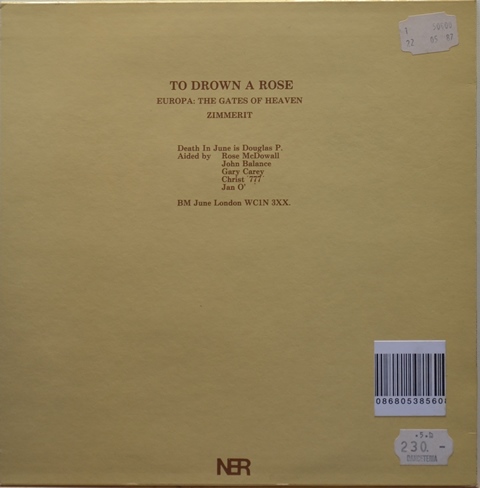 TO DROWN A ROSE
EUROPA: THE GATES OF HEAVEN
ZIMMERIT
Death In June is Douglas P.
Aided by Rose McDowall
John Balance
Gary Carey
Christ 777
Jan O'
BM June London WC1N 3XX.
08680538560
230.-
NER